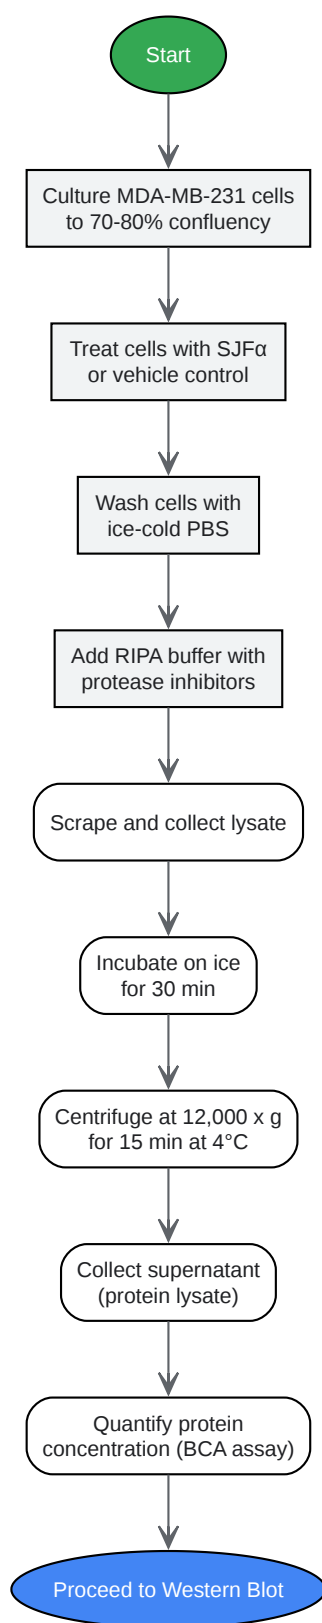 Start
Culture MDA-MB-231 cells
to 70-80% confluency
Treat cells with SJFα
or vehicle control
Wash cells with
ice-cold PBS
Add RIPA buffer with
protease inhibitors
Scrape and collect lysate
Incubate on ice
for 30 min
Centrifuge at 12,000 x g
for 15 min at 4°C
Collect supernatant
(protein lysate)
Quantify protein
concentration (BCA assay)
Proceed to Western Blot